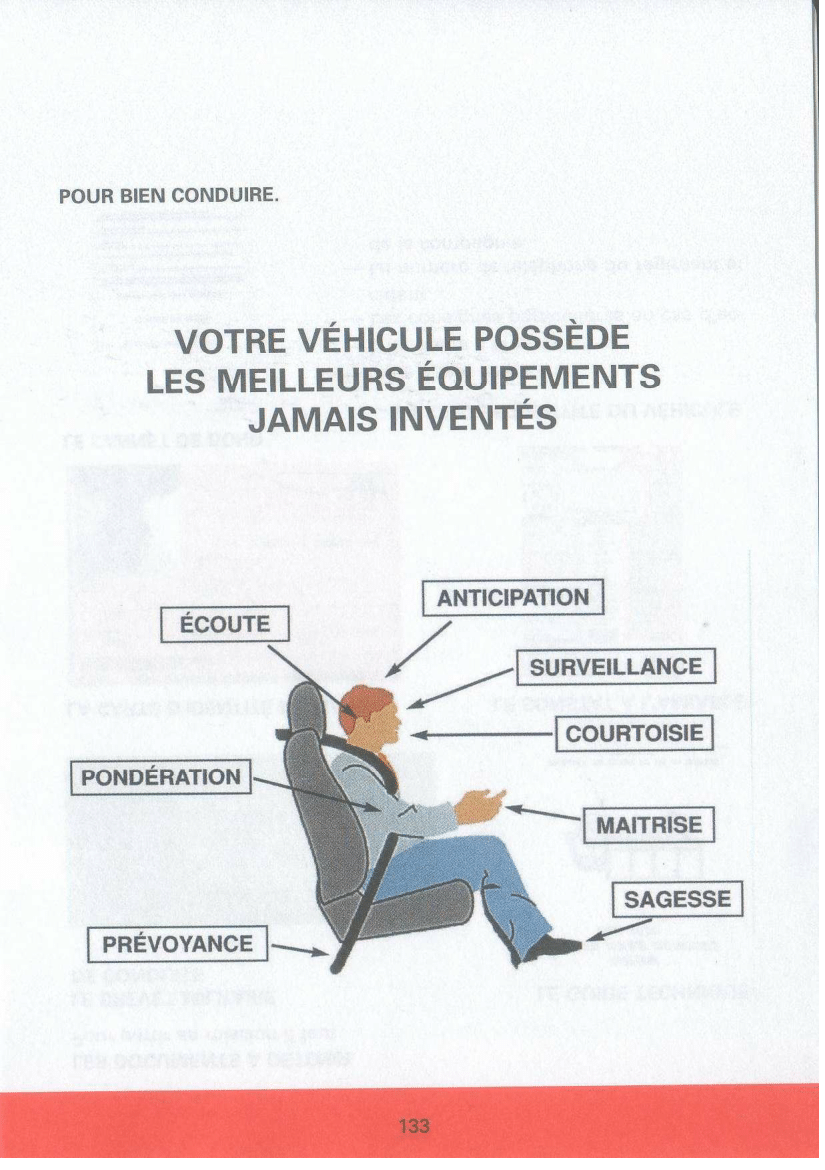 POUR BIEN CONDUIRE.
VOTRE VÉHICULE POSSÈDE
LES MEILLEURS ÉQUIPEMENTS
JAMAIS INVENTÉS
ANTICIPATION
ÉCOUTE
SURVEILLANCE
COURTOISIE
PONDÉRATION
MAITRISE
SAGESSE
PRÉVOYANCE
133